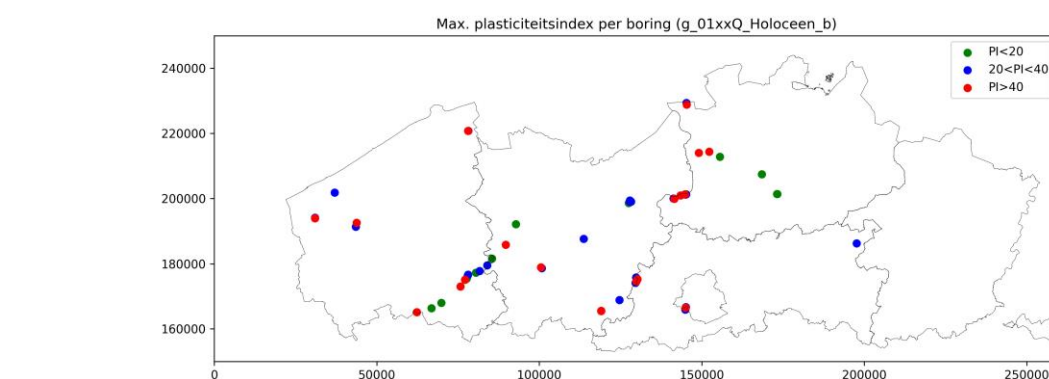 Max. plasticiteitsindex per boring (g_01xxQ_Holoceen_b)
PI<20
20<PI<40
PI>40
240000
220000
200000
180000
160000
0 50000 100000 150000 200000 250000